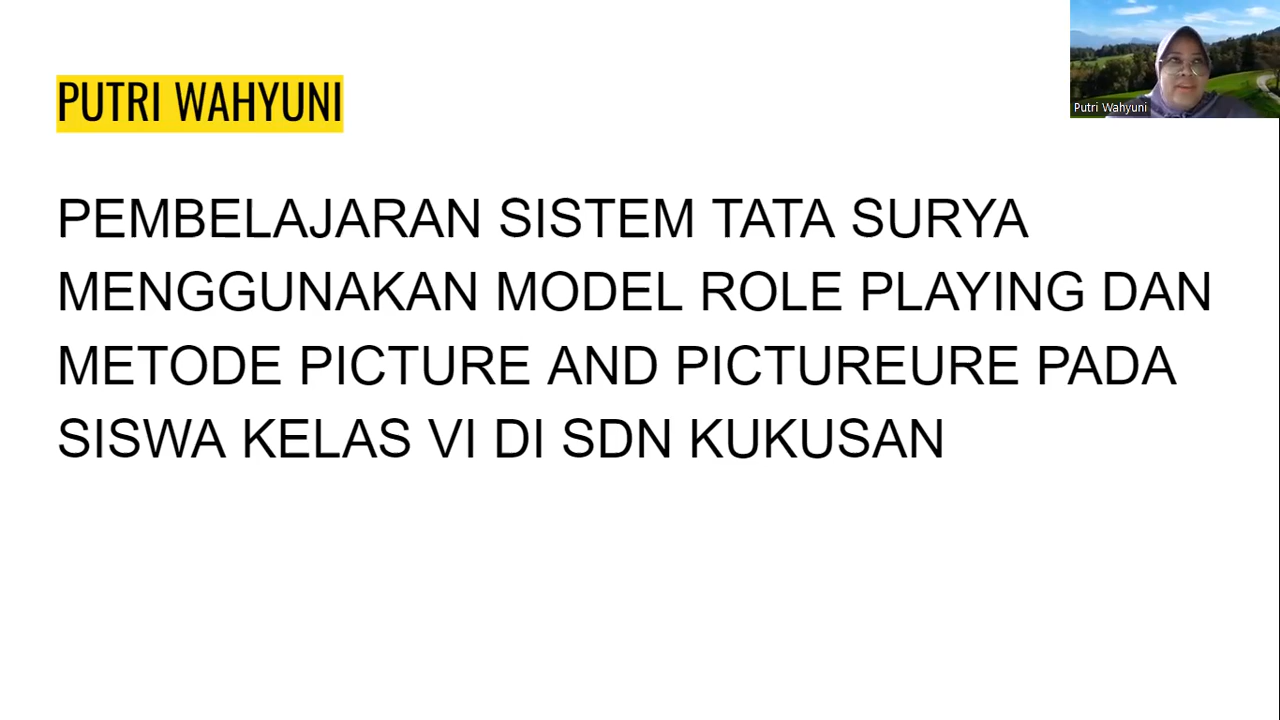 PUTRI WAHYUNI
Putri Wahyuni
PEMBELAJARAN SISTEM TATA SURYA
MENGGUNAKAN MODEL ROLE PLAYING DAN
METODE PICTURE AND PICTUREURE PADA
SISWA KELAS VI DI SDN KUKUSAN